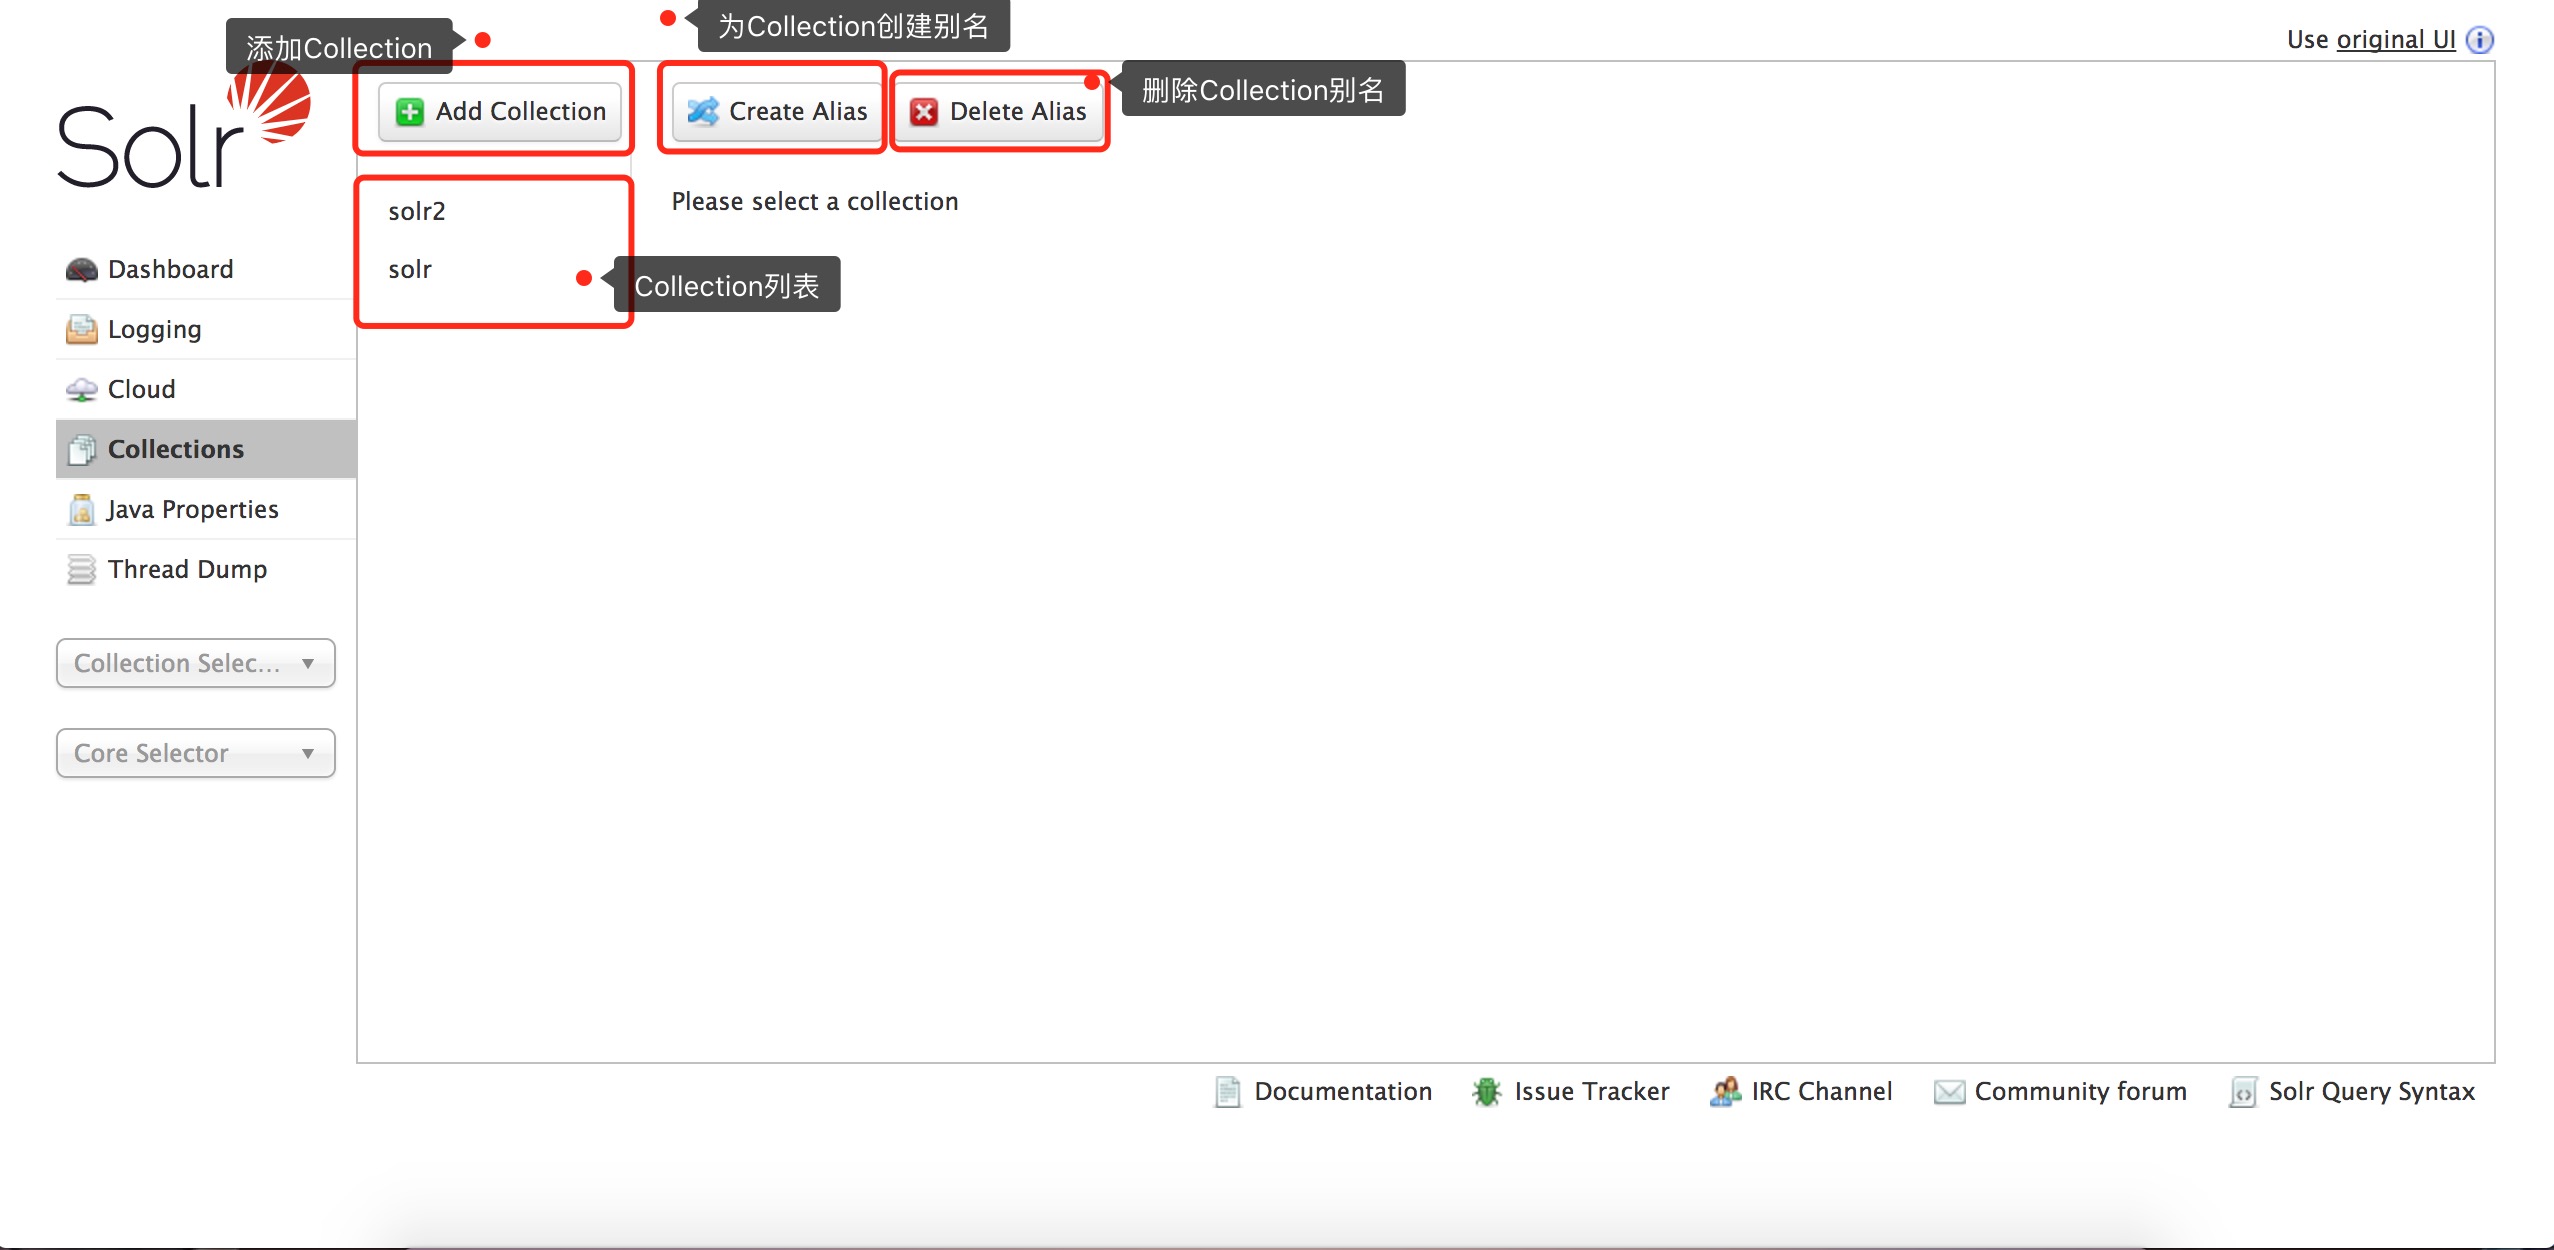 添加Collection
为Collection创建别名
Use original UI
Solr
Add Collection
Create Alias
Delete Alias
删除Collection别名
solr2
Please select a collection
solr
Collection列表
Dashboard
Logging
Cloud
Collections
Java Properties
Thread Dump
Collection Selec...
Core Selector
Documentation
Issue Tracker
IRC Channel
Community forum
Solr Query Syntax